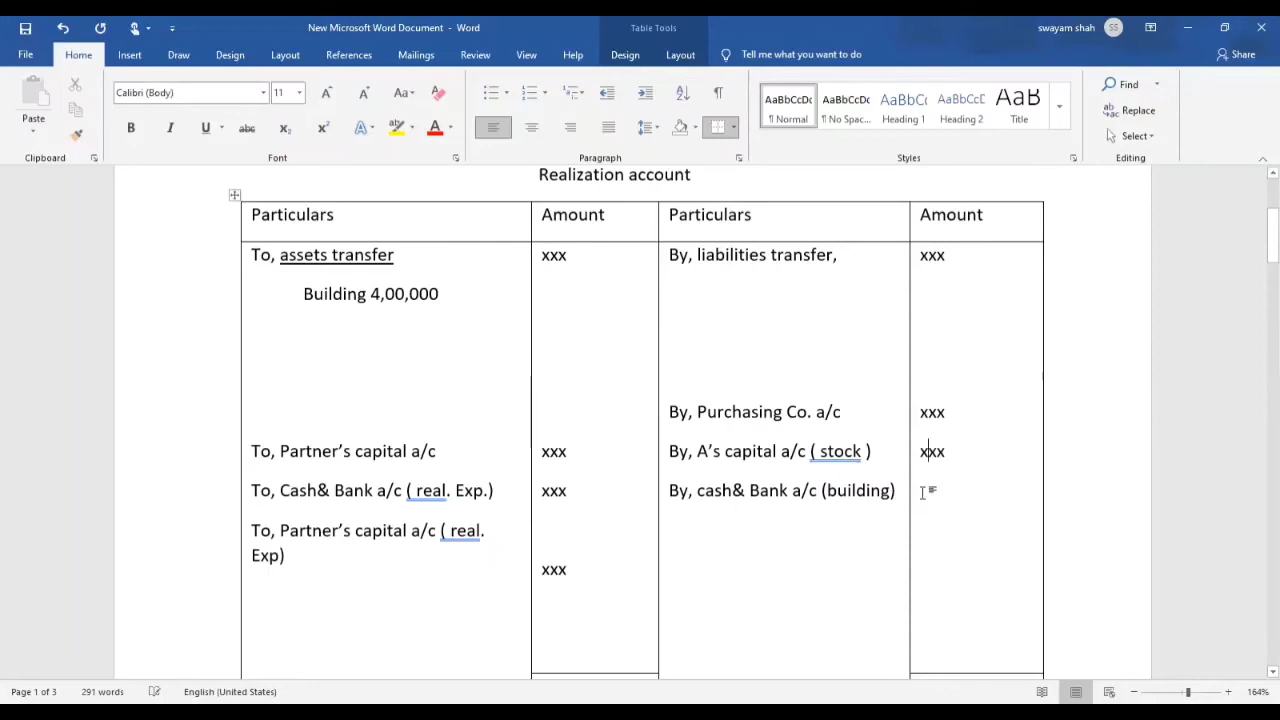 New Microsoft Word Document - Word
Table Tools
swayam shah
SS
File
Home
Insert
Draw
Design
Layout
References
Mailings
Review
View
Help
Design
Layout
Tell me what you want to do
Share
Paste
Clipboard
Calibri (Body)
11
Font
Paragraph
AaBbCcDc
¶ Normal
AaBbCcDc
¶ No Spac...
AaBbC(
Heading 1
AaBbCcD
Heading 2
AaB
Title
Styles
Find
Replace
Select
Editing
Realization account
Particulars
Amount
Particulars
Amount
To, assets transfer
xxx
By, liabilities transfer,
xxx
Building 4,00,000
By, Purchasing Co. a/c
xxx
To, Partner’s capital a/c
xxx
By, A’s capital a/c ( stock )
xxx
To, Cash& Bank a/c ( real. Exp.)
xxx
By, cash& Bank a/c (building)
To, Partner’s capital a/c ( real.
Exp)
xxx
Page 1 of 3
291 words
English (United States)
164%